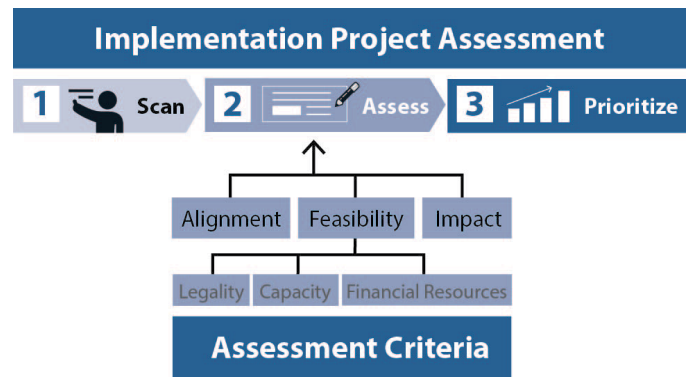 Implementation Project Assessment
1 Scan 2 Assess 3 Prioritize
Alignment Feasibility Impact
Legality Capacity Financial Resources
Assessment Criteria